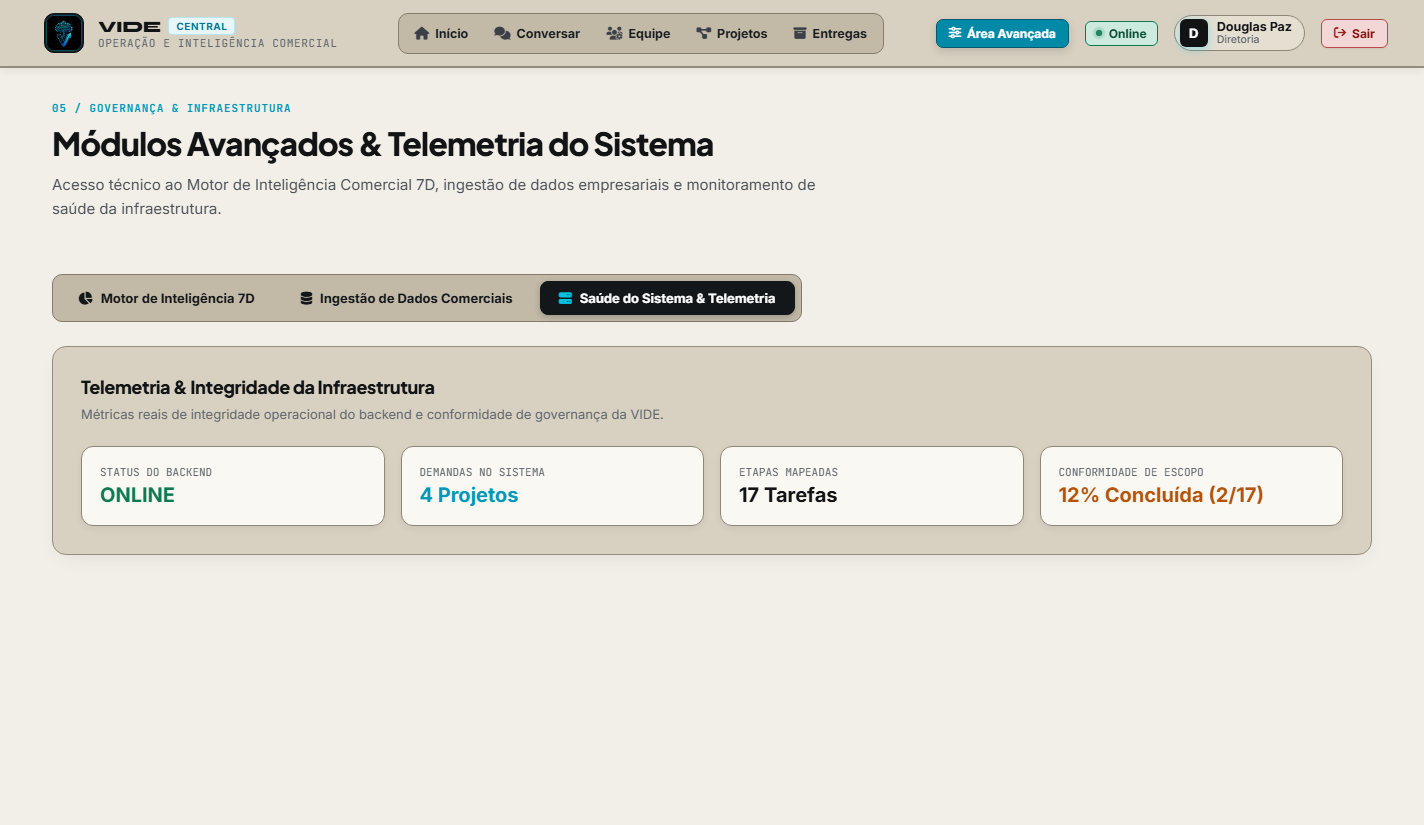 VIDE CENTRAL
OPERAÇÃO E INTELIGÊNCIA COMERCIAL
Início
Conversar
Equipe
Projetos
Entregas
Área Avançada
Online
D
Douglas Paz
Diretoria
Sair
05 / GOVERNANÇA & INFRAESTRUTURA
Módulos Avançados & Telemetria do Sistema
Acesso técnico ao Motor de Inteligência Comercial 7D, ingestão de dados empresariais e monitoramento de
saúde da infraestrutura.
Motor de Inteligência 7D
Ingestão de Dados Comerciais
Saúde do Sistema & Telemetria
Telemetria & Integridade da Infraestrutura
Métricas reais de integridade operacional do backend e conformidade de governança da VIDE.
STATUS DO BACKEND
ONLINE
DEMANDAS NO SISTEMA
4 Projetos
ETAPAS MAPEADAS
17 Tarefas
CONFORMIDADE DE ESCOPO
12% Concluída (2/17)